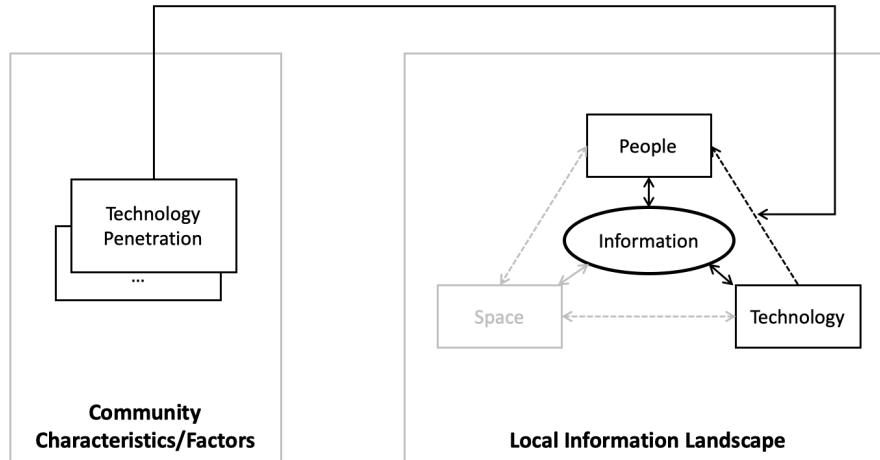 Technology
Penetration
...
Community
Characteristics/Factors
People
Information
Space
Technology
Local Information Landscape